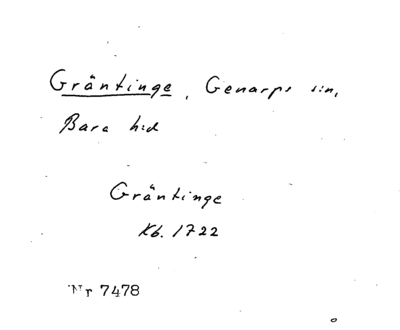 Gräntinge, Genarps sn,
Bara hd
Gräntinge
Kb. 1722
Nr 7478